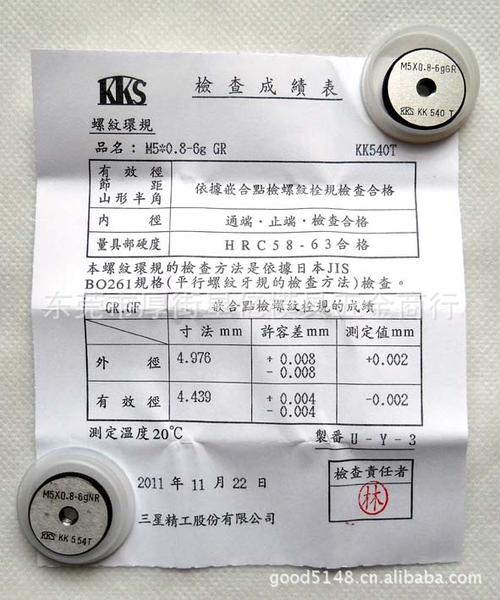 M5X0.8-6gGR
KKS KK 540 T
KKS 檢查成績表
螺紋環規
品名: M5*0.8-6g GR KK540T
有效徑
節距
山形半角
依據嵌合點檢螺紋栓規檢查合格
內徑 通端·止端·檢查合格
量具部硬度 HRC58-63合格
本螺紋環規的檢查方法是依據日本JIS
BO261規格(平行螺紋牙規的檢查方法)檢查。
GR.GF 嵌合點檢螺紋栓規的成績
寸法mm 許容差mm 測定值mm
外徑 4.976 + 0.008 +0.002
- 0.008
有效徑 4.439 + 0.004 -0.002
- 0.004
測定溫度20℃ 製番 U-Y-3
2011 年 11 月 22 日
檢查責任者
林
三星精工股份有限公司
M5X0.8-6gNR
KKS KK 554T
good5148.cn.alibaba.com